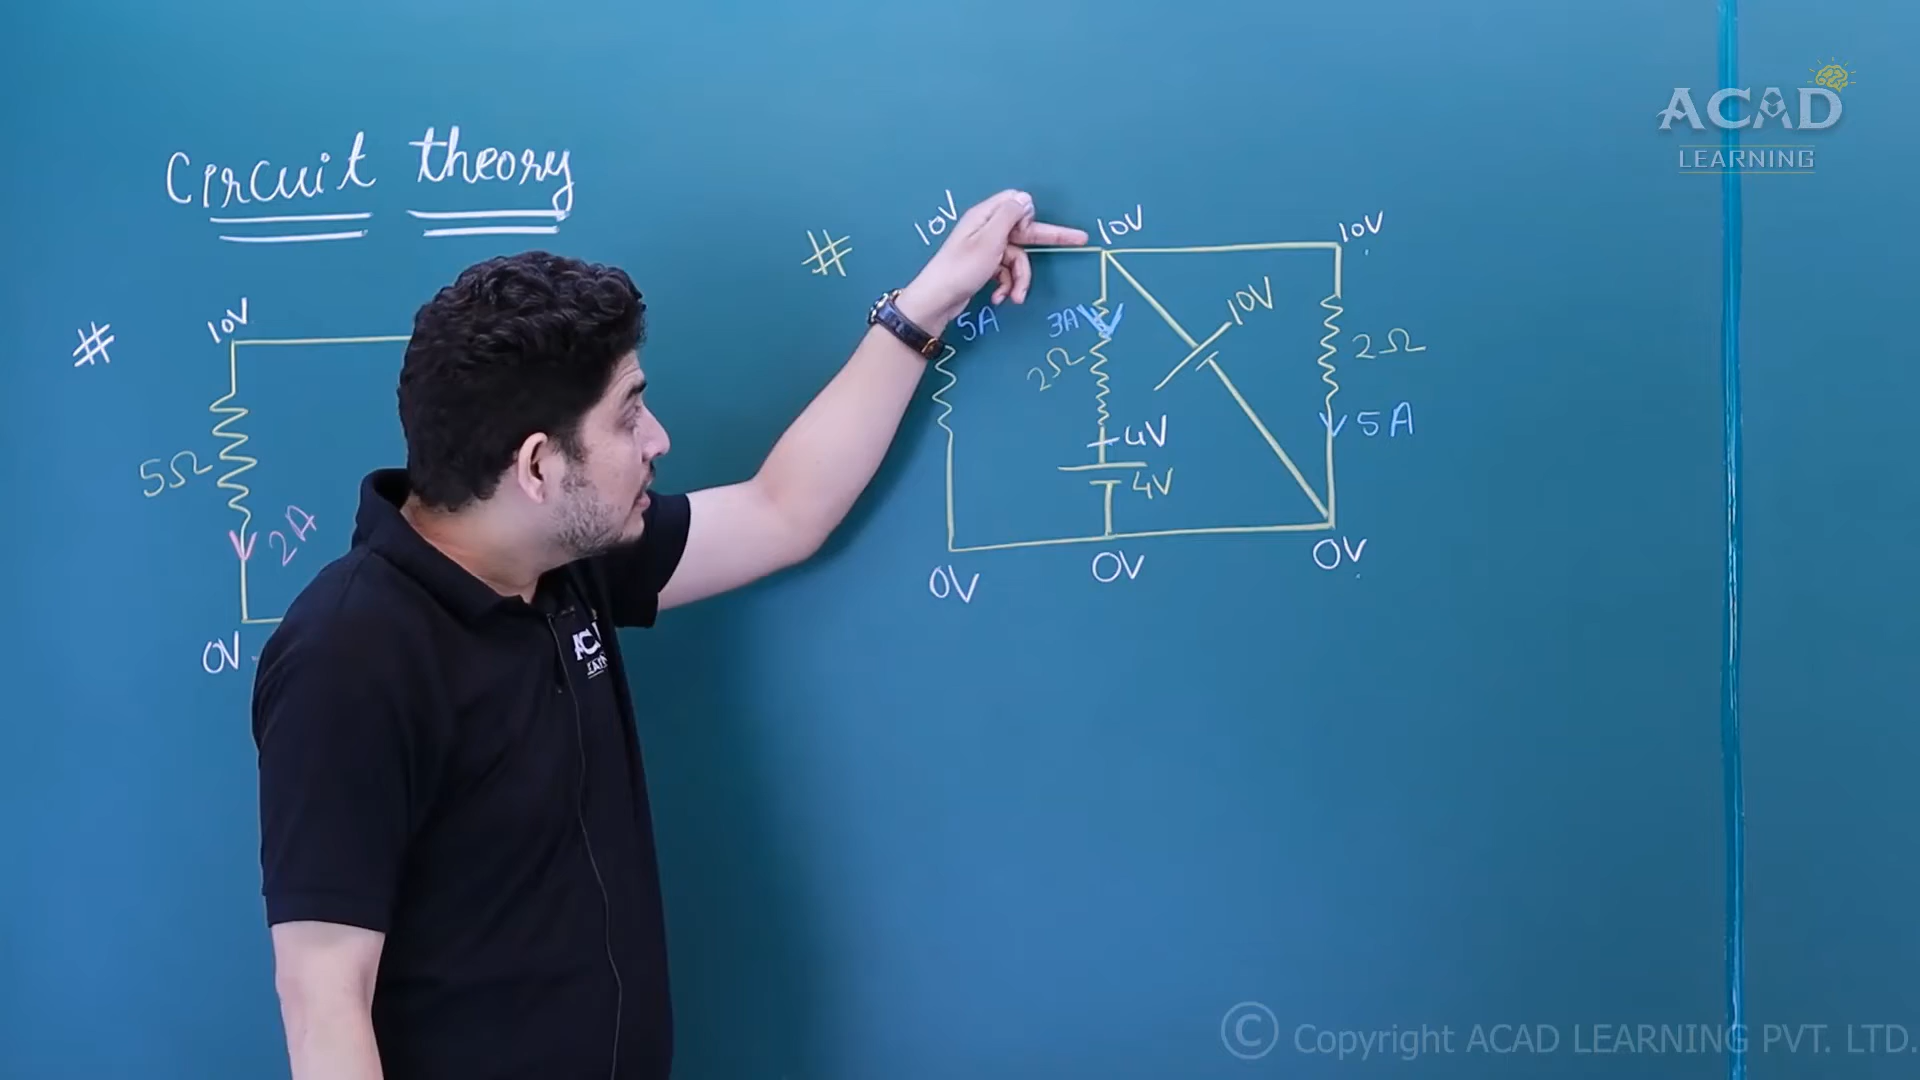 ACAD
LEARNING
Circuit theory
#
10V
5Ω
2A
0V
#
10V
10V
10V
5A
3A
2Ω
10V
2Ω
4V
4V
5A
0V
0V
0V
© Copyright ACAD LEARNING PVT. LTD.